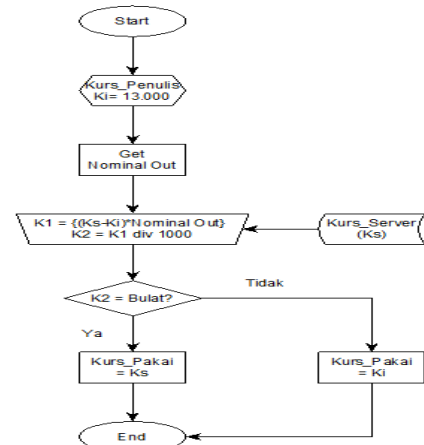 Start
Kurs_Penulis
Ki= 13.000
Get
Nominal Out
K1 = {(Ks-Ki)*Nominal Out}
K2 = K1 div 1000
Kurs_Server
(Ks)
K2 = Bulat?
Tidak
Ya
Kurs_Pakai
= Ks
Kurs_Pakai
= Ki
End